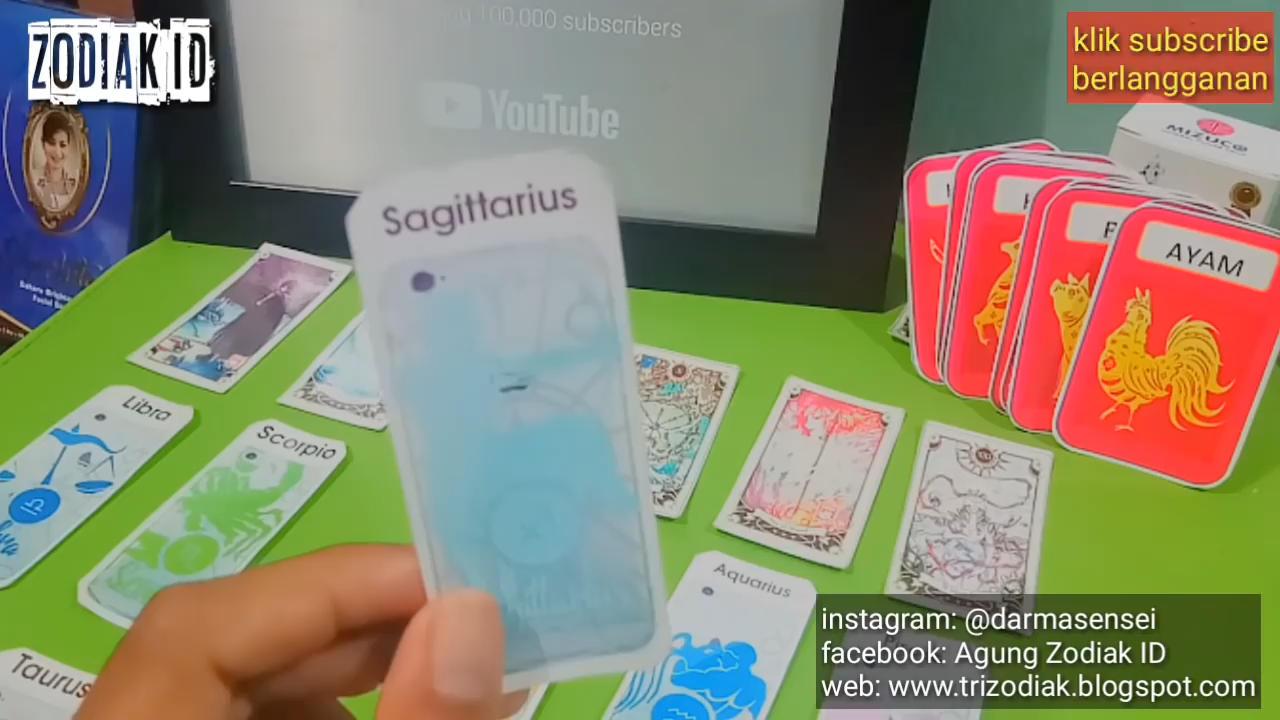 ZODIAK ID
100,000 subscribers
klik subscribe
berlangganan
YouTube
MIZUCO
Sagittarius
AYAM
Libra
Scorpio
Aquarius
Taurus
instagram: @darmasensei
facebook: Agung Zodiak ID
web: www.trizodiak.blogspot.com